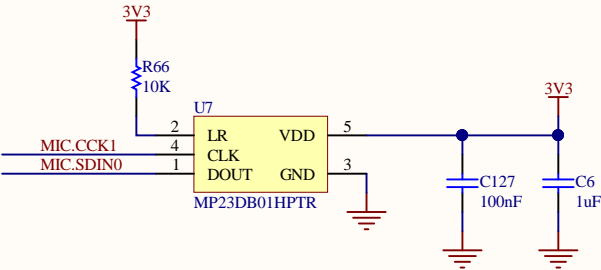 3V3
R66
10K
U7
3V3
2 LR VDD 5
MIC.CCK1 4 CLK
MIC.SDIN0 1 DOUT GND 3
MP23DB01HPTR
C127
100nF
C6
1uF